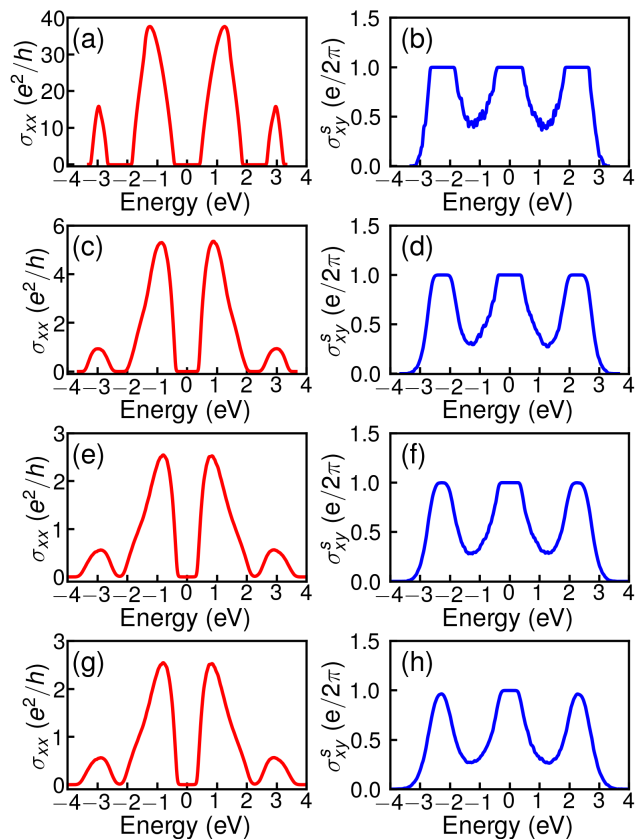 (a)
σxx (e²/h)
40
30
20
10
0
−4 −3 −2 −1 0 1 2 3 4
Energy (eV)
(b)
σˢxy (e/2π)
1.5
1.0
0.5
0.0
−4 −3 −2 −1 0 1 2 3 4
Energy (eV)
(c)
σxx (e²/h)
6
4
2
0
−4 −3 −2 −1 0 1 2 3 4
Energy (eV)
(d)
σˢxy (e/2π)
1.5
1.0
0.5
0.0
−4 −3 −2 −1 0 1 2 3 4
Energy (eV)
(e)
σxx (e²/h)
3
2
1
0
−4 −3 −2 −1 0 1 2 3 4
Energy (eV)
(f)
σˢxy (e/2π)
1.5
1.0
0.5
0.0
−4 −3 −2 −1 0 1 2 3 4
Energy (eV)
(g)
σxx (e²/h)
3
2
1
0
−4 −3 −2 −1 0 1 2 3 4
Energy (eV)
(h)
σˢxy (e/2π)
1.5
1.0
0.5
0.0
−4 −3 −2 −1 0 1 2 3 4
Energy (eV)